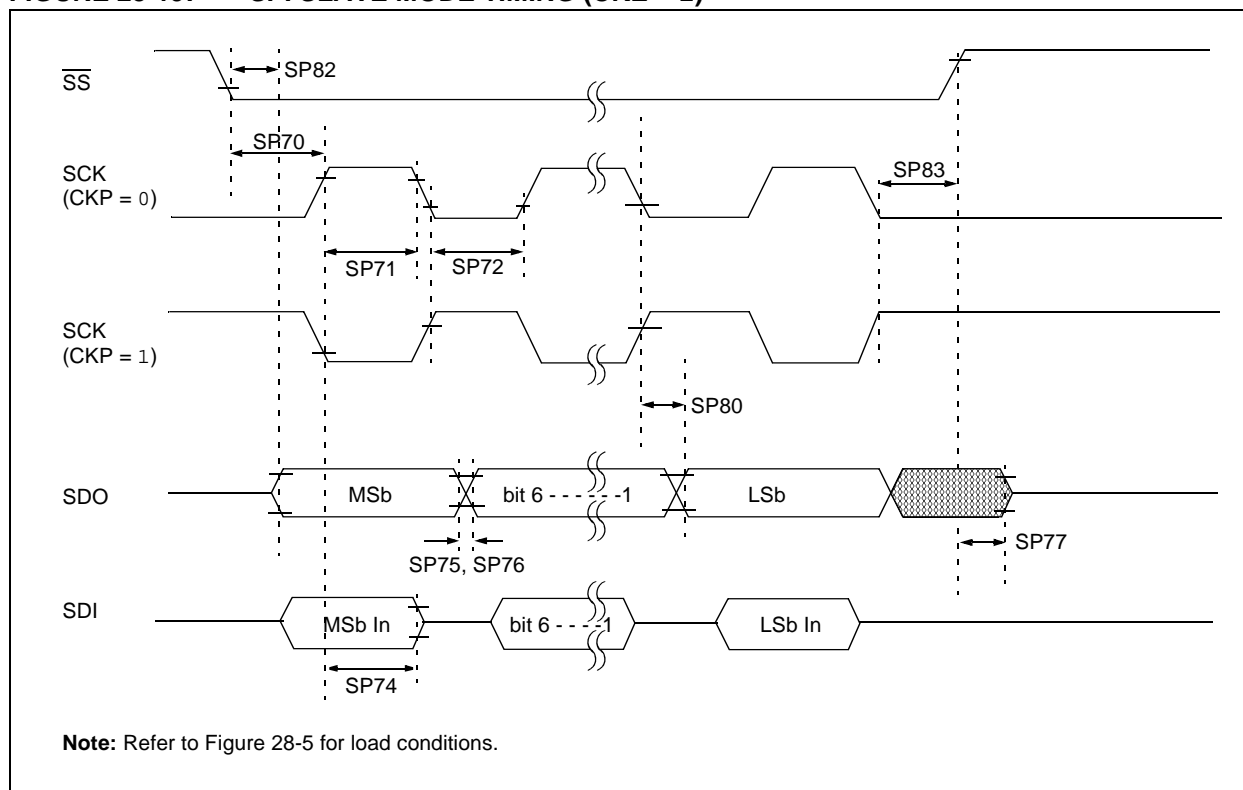 SS
SP82
SP70
SCK
(CKP = 0)
SP83
SP71
SP72
SCK
(CKP = 1)
SP80
SDO
MSb
bit 6 - - - - - -1
LSb
SP75, SP76
SP77
SDI
MSb In
bit 6 - - - -1
LSb In
SP74
Note: Refer to Figure 28-5 for load conditions.